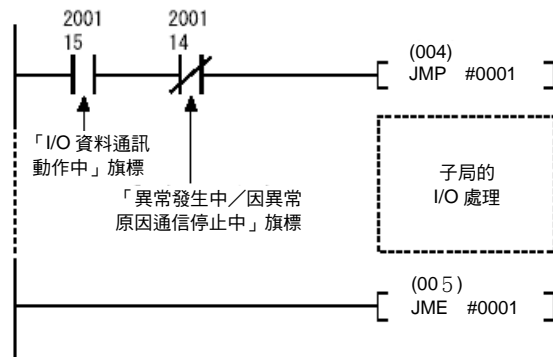 2001
15
2001
14
(004)
JMP #0001
「I/O 資料通訊
動作中」旗標
「異常發生中／因異常
原因通信停止中」旗標
子局的
I/O 處理
(005)
JME #0001